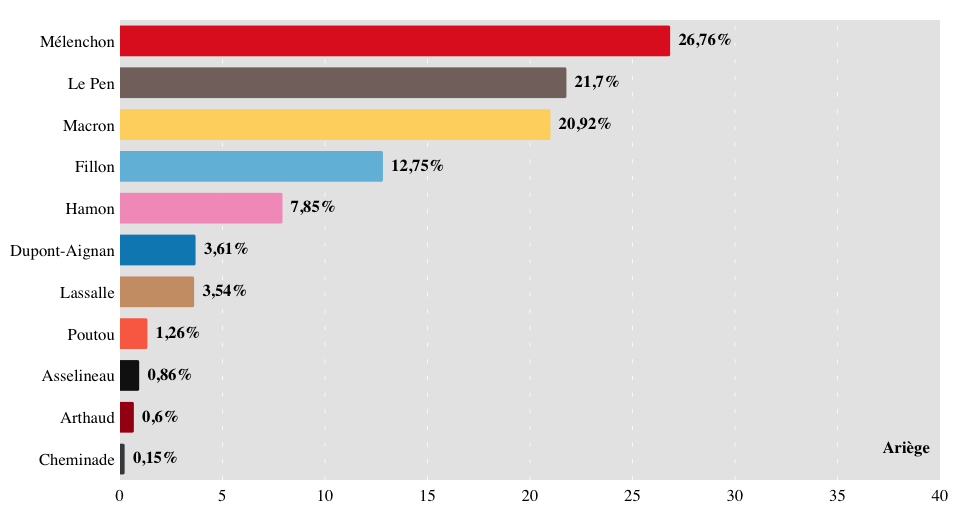 Mélenchon 26,76%
Le Pen 21,7%
Macron 20,92%
Fillon 12,75%
Hamon 7,85%
Dupont-Aignan 3,61%
Lassalle 3,54%
Poutou 1,26%
Asselineau 0,86%
Arthaud 0,6%
Ariège
Cheminade 0,15%
0 5 10 15 20 25 30 35 40